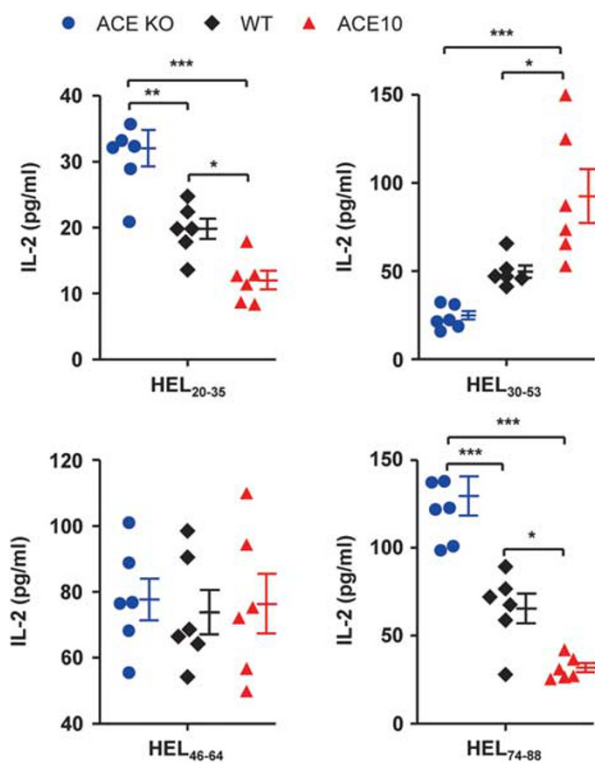 ACE KO WT ACE10
***
**
*
40
30
20
10
0
IL-2 (pg/ml)
HEL20-35
***
*
150
100
50
0
IL-2 (pg/ml)
HEL30-53
120
100
80
60
40
IL-2 (pg/ml)
HEL46-64
***
***
*
150
100
50
0
IL-2 (pg/ml)
HEL74-88